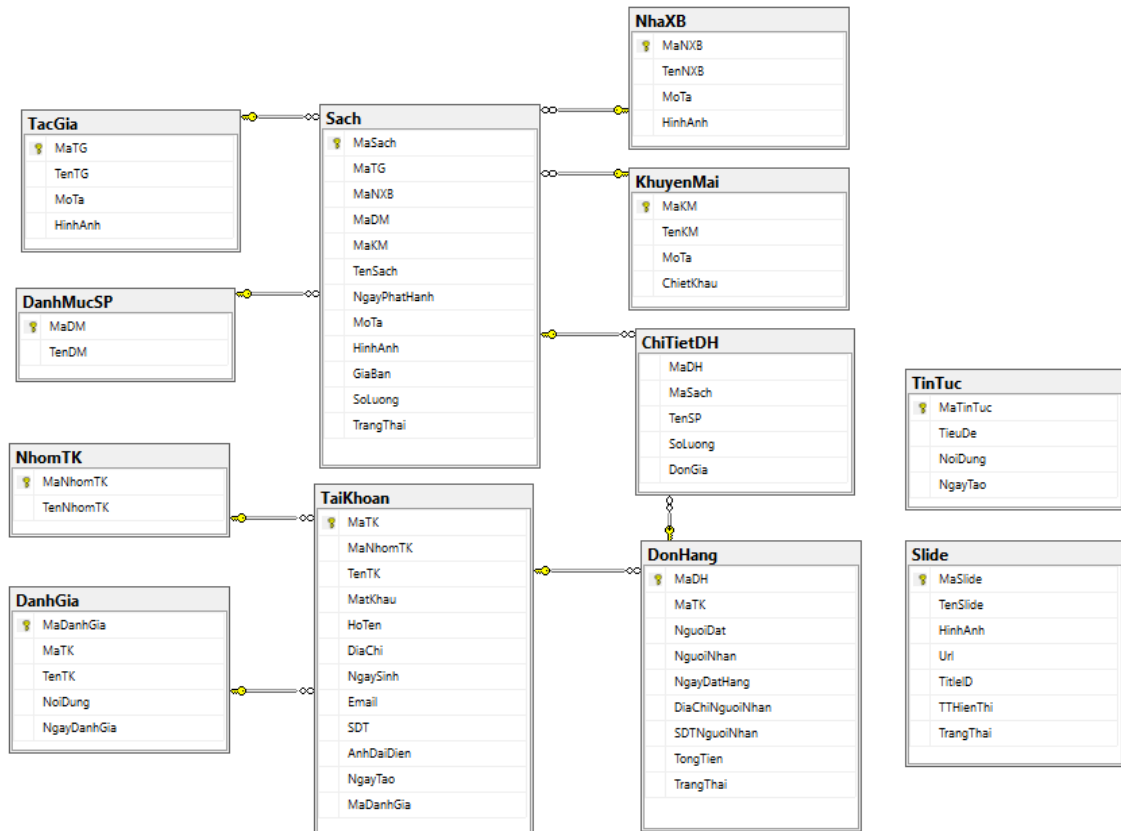 NhaXB
MaNXB
TenNXB
MoTa
HinhAnh
TacGia
MaTG
TenTG
MoTa
HinhAnh
Sach
MaSach
MaTG
MaNXB
MaDM
MaKM
TenSach
NgayPhatHanh
MoTa
HinhAnh
GiaBan
SoLuong
TrangThai
KhuyenMai
MaKM
TenKM
MoTa
ChietKhau
DanhMucSP
MaDM
TenDM
ChiTietDH
MaDH
MaSach
TenSP
SoLuong
DonGia
TinTuc
MaTinTuc
TieuDe
NoiDung
NgayTao
NhomTK
MaNhomTK
TenNhomTK
TaiKhoan
MaTK
MaNhomTK
TenTK
MatKhau
HoTen
DiaChi
NgaySinh
Email
SDT
AnhDaiDien
NgayTao
MaDanhGia
DonHang
MaDH
MaTK
NguoiDat
NguoiNhan
NgayDatHang
DiaChiNguoiNhan
SDTNguoiNhan
TongTien
TrangThai
Slide
MaSlide
TenSlide
HinhAnh
Url
TitleID
TTHienThi
TrangThai
DanhGia
MaDanhGia
MaTK
TenTK
NoiDung
NgayDanhGia